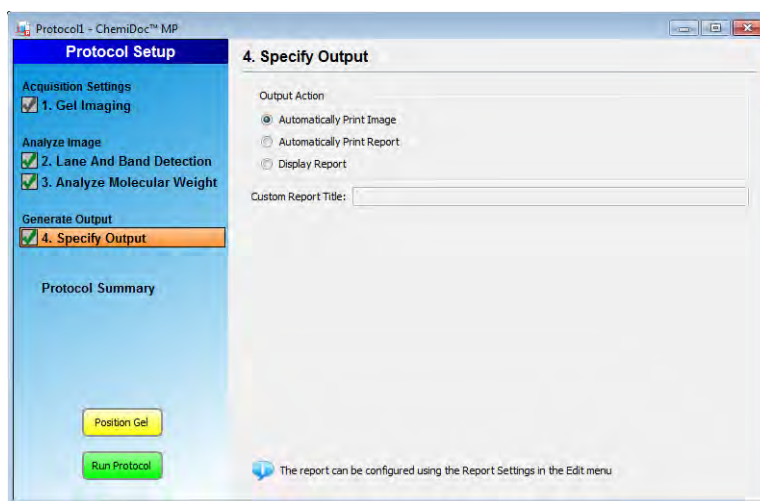 Protocol1 - ChemiDoc™ MP
Protocol Setup
Acquisition Settings
1. Gel Imaging
Analyze Image
2. Lane And Band Detection
3. Analyze Molecular Weight
Generate Output
4. Specify Output
Protocol Summary
Position Gel
Run Protocol
4. Specify Output
Output Action
Automatically Print Image
Automatically Print Report
Display Report
Custom Report Title:
The report can be configured using the Report Settings in the Edit menu